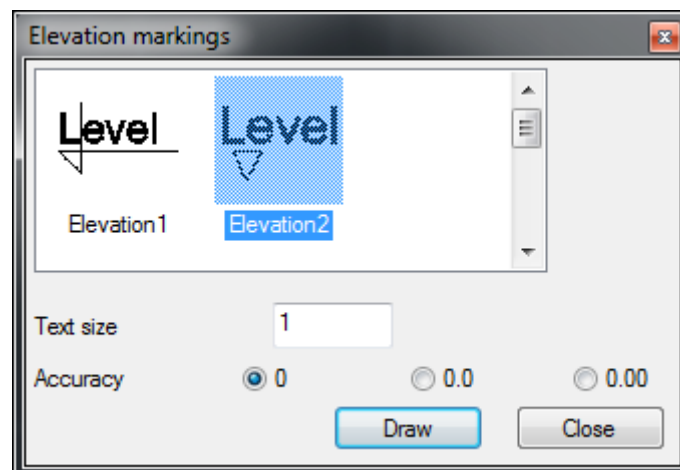 Elevation markings
Level Level
Elevation1 Elevation2
Text size 1
Accuracy 0 0.0 0.00
Draw Close